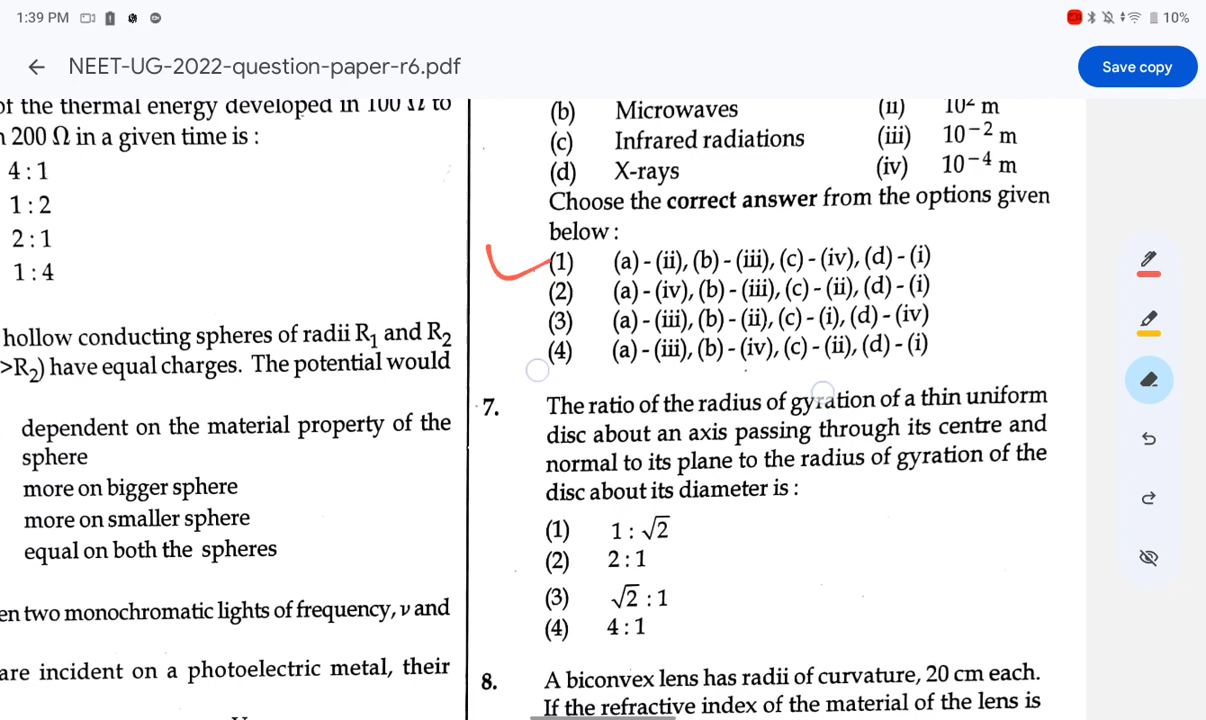 1:39 PM
10%
NEET-UG-2022-question-paper-r6.pdf
Save copy
of the thermal energy developed in 100 Ω to
200 Ω in a given time is :
4 : 1
1 : 2
2 : 1
1 : 4
hollow conducting spheres of radii R₁ and R₂
>R₂) have equal charges. The potential would
dependent on the material property of the
sphere
more on bigger sphere
more on smaller sphere
equal on both the spheres
en two monochromatic lights of frequency, ν and
are incident on a photoelectric metal, their
(b) Microwaves (ii) 10² m
(c) Infrared radiations (iii) 10⁻² m
(d) X-rays (iv) 10⁻⁴ m
Choose the correct answer from the options given
below :
(1) (a) - (ii), (b) - (iii), (c) - (iv), (d) - (i)
(2) (a) - (iv), (b) - (iii), (c) - (ii), (d) - (i)
(3) (a) - (iii), (b) - (ii), (c) - (i), (d) - (iv)
(4) (a) - (iii), (b) - (iv), (c) - (ii), (d) - (i)
7. The ratio of the radius of gyration of a thin uniform
disc about an axis passing through its centre and
normal to its plane to the radius of gyration of the
disc about its diameter is :
(1) 1 : √2
(2) 2 : 1
(3) √2 : 1
(4) 4 : 1
8. A biconvex lens has radii of curvature, 20 cm each.
If the refractive index of the material of the lens is